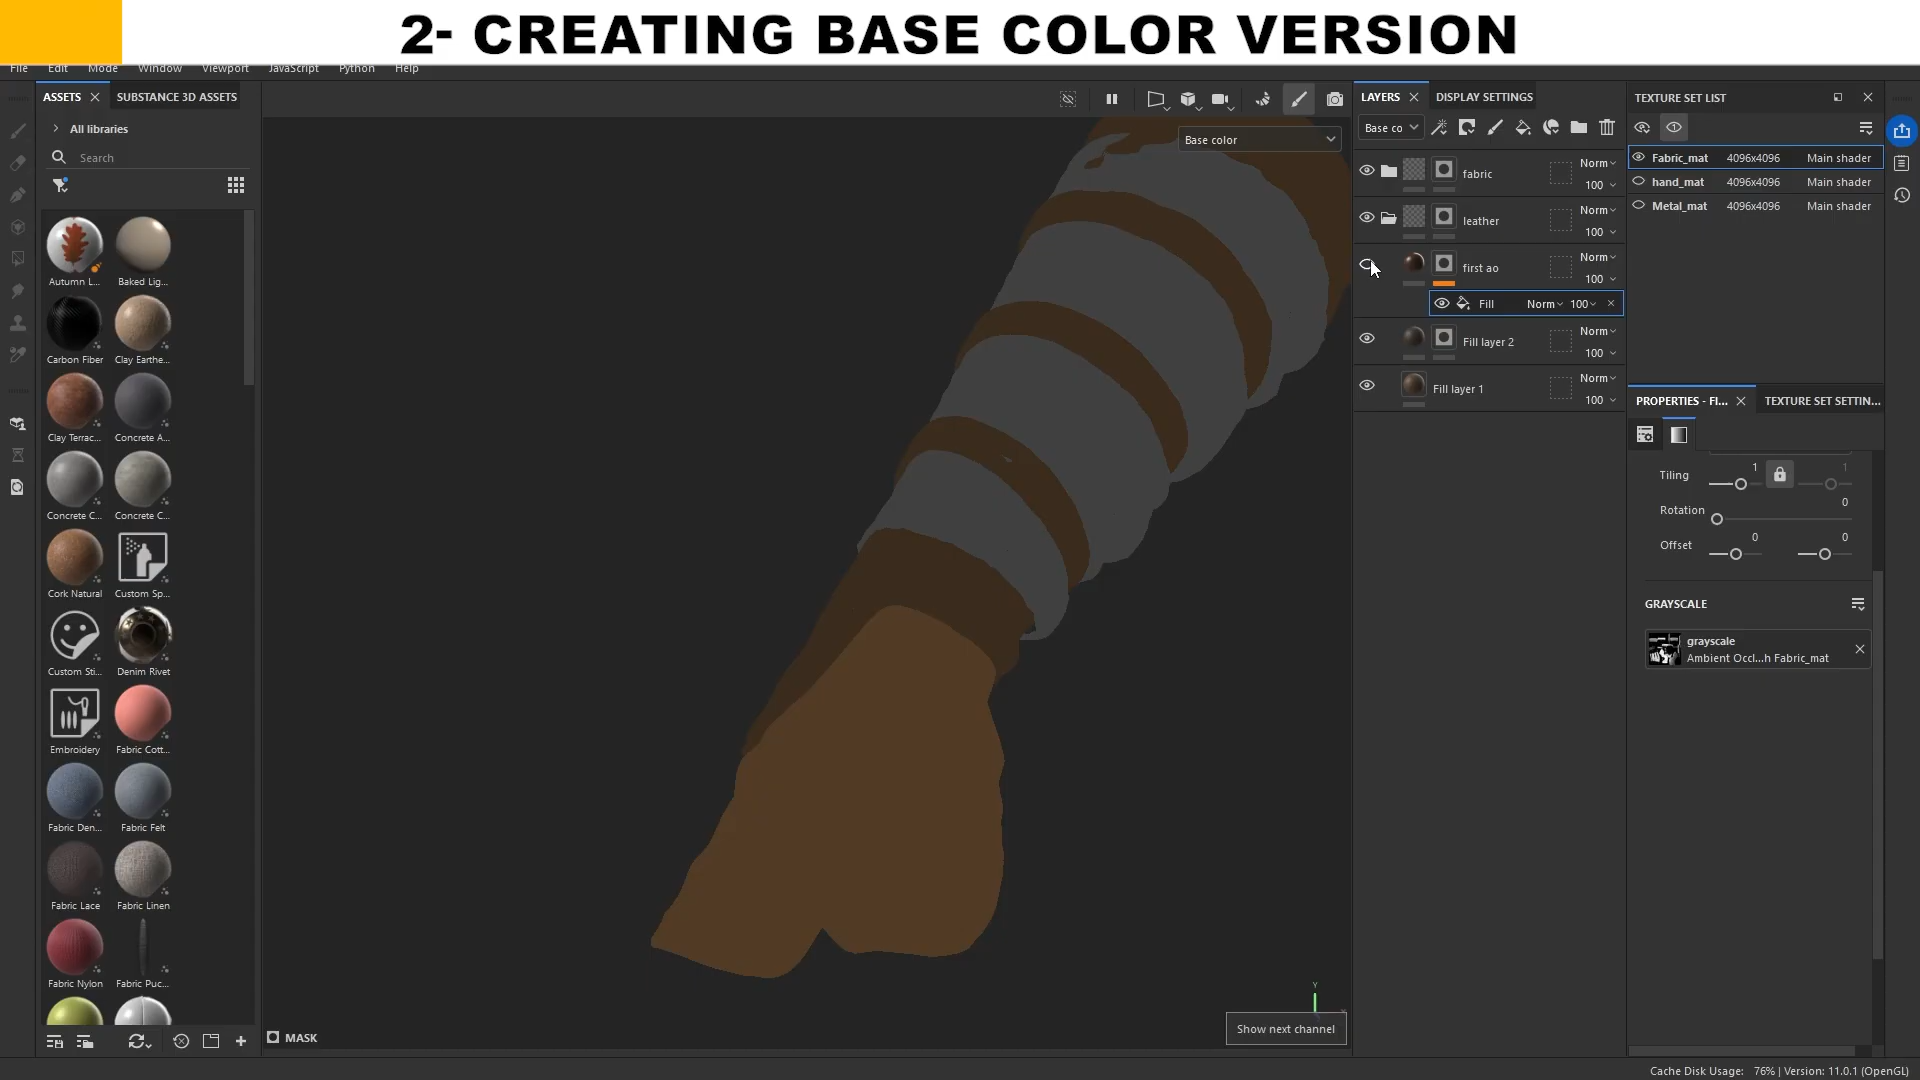 2- CREATING BASE COLOR VERSION
File Edit Mode Window Viewport JavaScript Python Help
ASSETS
SUBSTANCE 3D ASSETS
All libraries
Search
Autumn L...
Baked Lig...
Carbon Fiber
Clay Earthe...
Clay Terrac...
Concrete A...
Concrete C...
Concrete C...
Cork Natural
Custom Sp...
Custom Sti...
Denim Rivet
Embroidery
Fabric Cott...
Fabric Den...
Fabric Felt
Fabric Lace
Fabric Linen
Fabric Nylon
Fabric Puc...
Base color
MASK
Y
Show next channel
LAYERS
DISPLAY SETTINGS
Base co
fabric
Norm
100
leather
Norm
100
first ao
Norm
100
Fill Norm 100
Fill layer 2
Norm
100
Fill layer 1
Norm
100
TEXTURE SET LIST
Fabric_mat 4096x4096 Main shader
hand_mat 4096x4096 Main shader
Metal_mat 4096x4096 Main shader
PROPERTIES - FI...
TEXTURE SET SETTIN...
Tiling 1 1
Rotation 0
Offset 0 0
GRAYSCALE
grayscale
Ambient Occl...h Fabric_mat
Cache Disk Usage: 76% | Version: 11.0.1 (OpenGL)